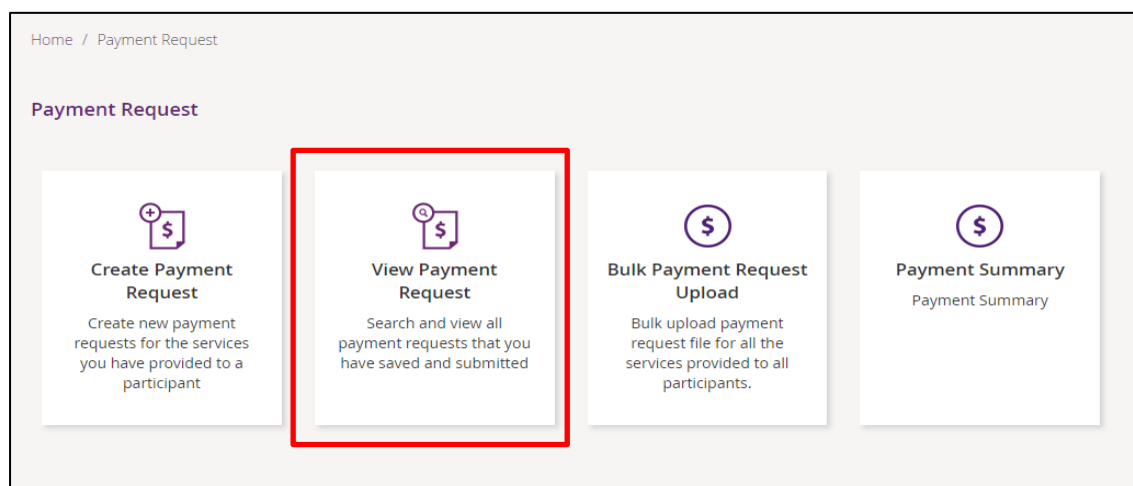 Home / Payment Request
Payment Request
Create Payment
Request
Create new payment
requests for the services
you have provided to a
participant
View Payment
Request
Search and view all
payment requests that you
have saved and submitted
Bulk Payment Request
Upload
Bulk upload payment
request file for all the
services provided to all
participants.
Payment Summary
Payment Summary